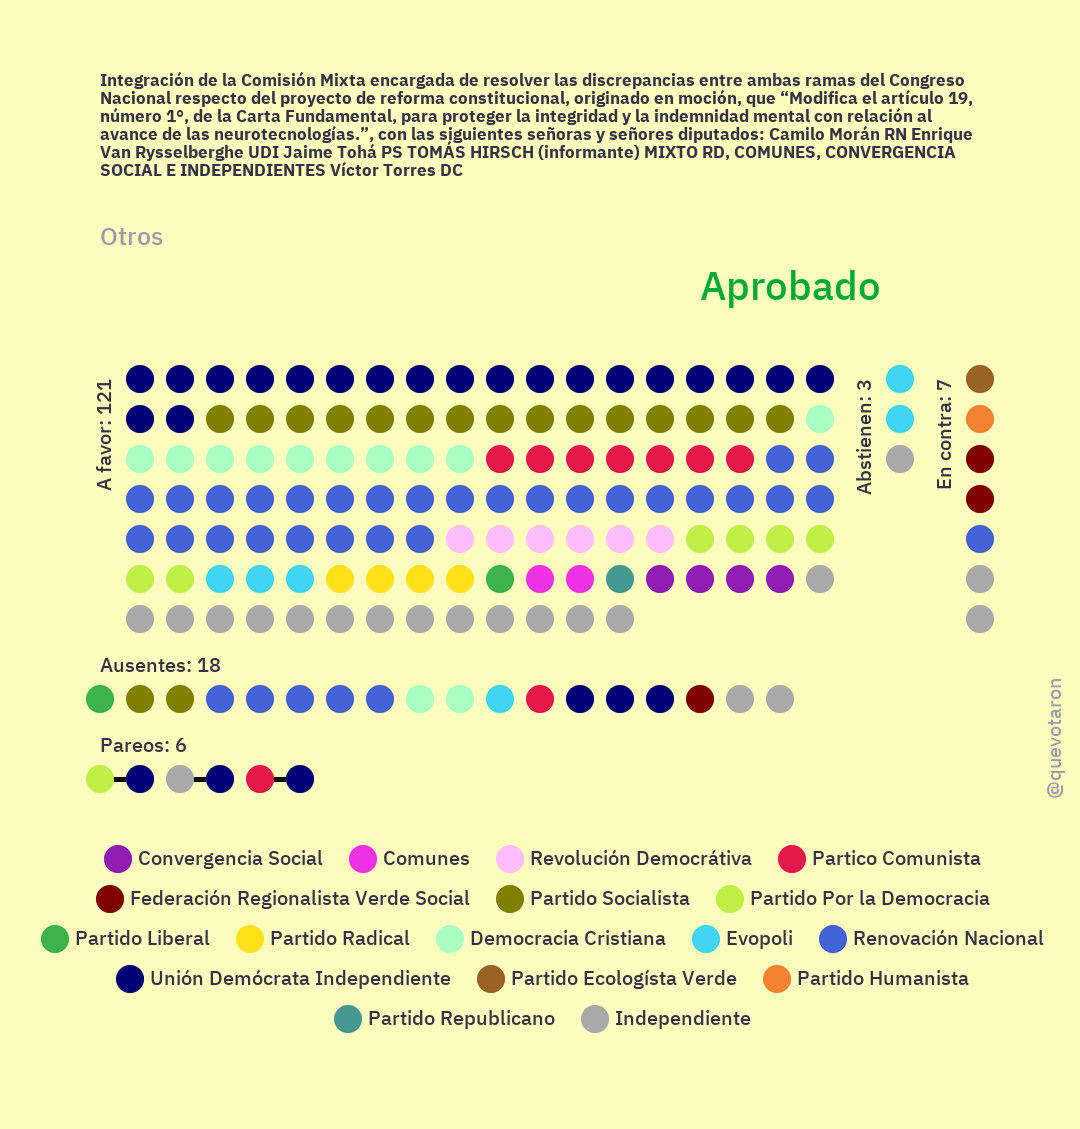 Integración de la Comisión Mixta encargada de resolver las discrepancias entre ambas ramas del Congreso
Nacional respecto del proyecto de reforma constitucional, originado en moción, que “Modifica el artículo 19,
número 1°, de la Carta Fundamental, para proteger la integridad y la indemnidad mental con relación al
avance de las neurotecnologías.”, con las siguientes señoras y señores diputados: Camilo Morán RN Enrique
Van Rysselberghe UDI Jaime Tohá PS TOMÁS HIRSCH (informante) MIXTO RD, COMUNES, CONVERGENCIA
SOCIAL E INDEPENDIENTES Víctor Torres DC
Otros
Aprobado
A favor: 121
Abstienen: 3
En contra: 7
Ausentes: 18
Pareos: 6
@quevotaron
Convergencia Social
Comunes
Revolución Democrátiva
Partico Comunista
Federación Regionalista Verde Social
Partido Socialista
Partido Por la Democracia
Partido Liberal
Partido Radical
Democracia Cristiana
Evopoli
Renovación Nacional
Unión Demócrata Independiente
Partido Ecologísta Verde
Partido Humanista
Partido Republicano
Independiente